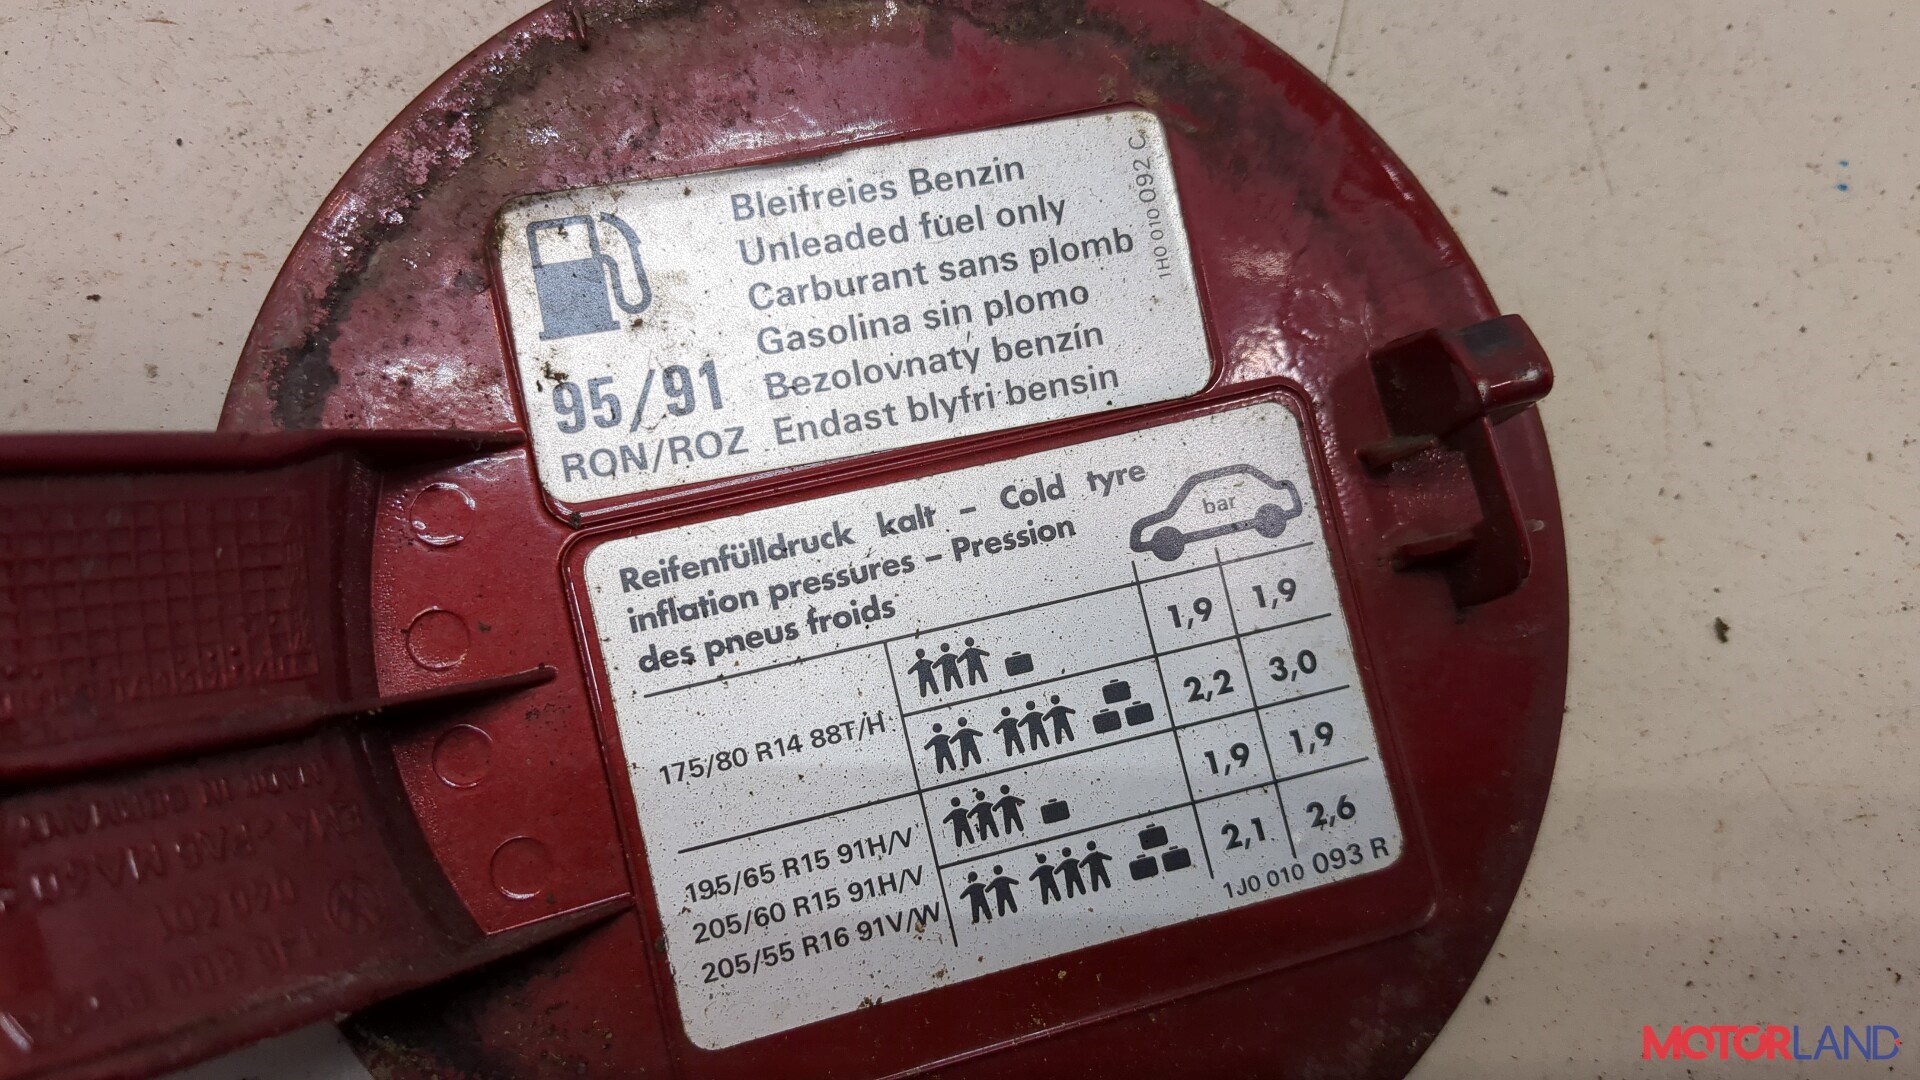 Bleifreies Benzin
Unleaded fuel only
Carburant sans plomb
Gasolina sin plomo
Bezolovnatý benzín
Endast blyfri bensin
95/91
RON/ROZ
1H0 010 092 C
Reifenfülldruck kalt – Cold tyre
inflation pressures – Pression
des pneus froids
bar
175/80 R14 88T/H
1,9 1,9
2,2 3,0
195/65 R15 91H/V
205/60 R15 91H/V
205/55 R16 91V/W
1,9 1,9
2,1 2,6
1J0 010 093 R
MADE IN GERMANY
MOTORLAND